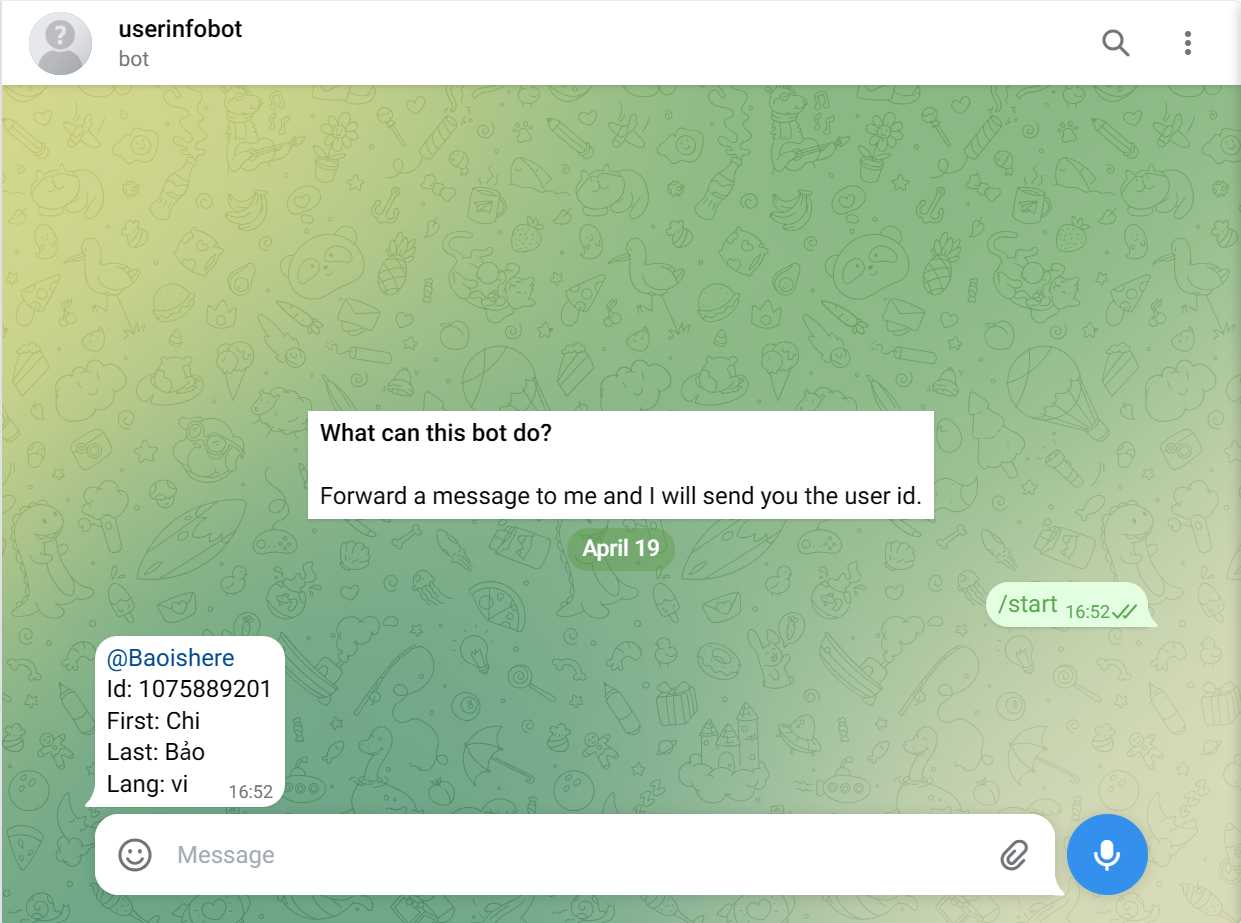 userinfobot
bot
What can this bot do?
Forward a message to me and I will send you the user id.
April 19
/start 16:52
@Baoishere
Id: 1075889201
First: Chi
Last: Bảo
Lang: vi 16:52
Message